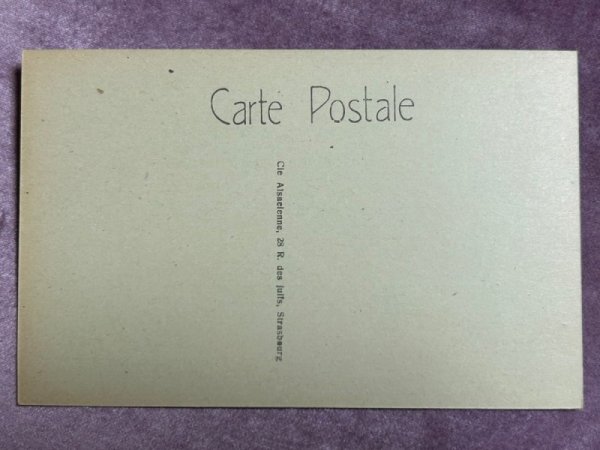 Carte Postale
Cie Alsacienne, 28 R. des juifs, Strasbourg